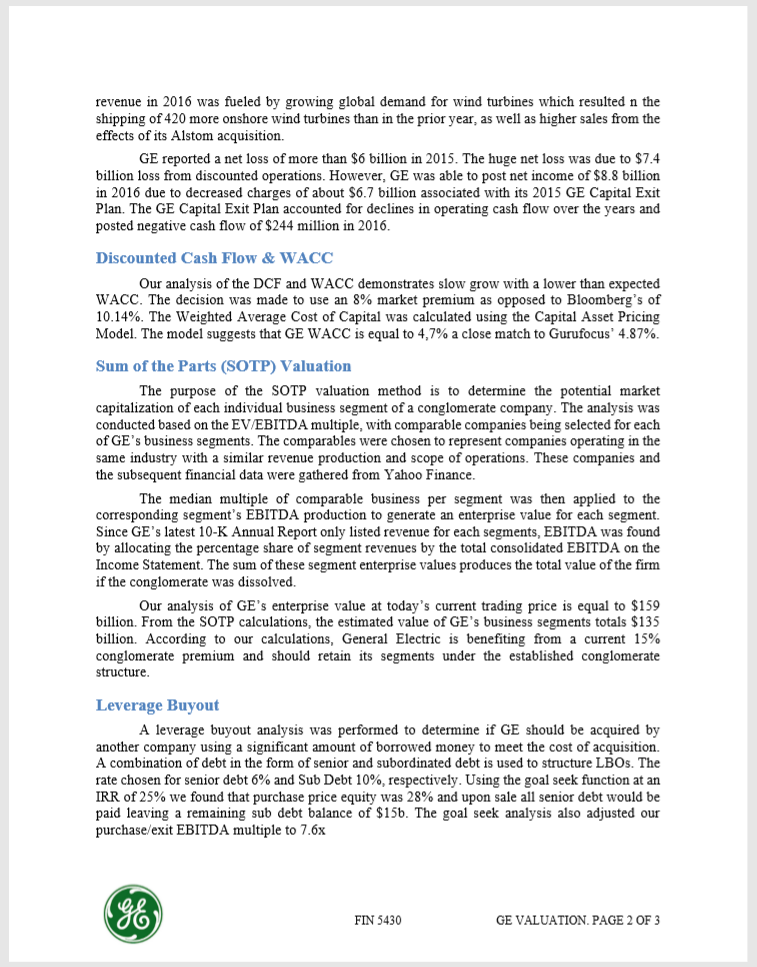 revenue in 2016 was fueled by growing global demand for wind turbines which resulted n the
shipping of 420 more onshore wind turbines than in the prior year, as well as higher sales from the
effects of its Alstom acquisition.
GE reported a net loss of more than $6 billion in 2015. The huge net loss was due to $7.4
billion loss from discounted operations. However, GE was able to post net income of $8.8 billion
in 2016 due to decreased charges of about $6.7 billion associated with its 2015 GE Capital Exit
Plan. The GE Capital Exit Plan accounted for declines in operating cash flow over the years and
posted negative cash flow of $244 million in 2016.
Discounted Cash Flow & WACC
Our analysis of the DCF and WACC demonstrates slow grow with a lower than expected
WACC. The decision was made to use an 8% market premium as opposed to Bloomberg's of
10.14%. The Weighted Average Cost of Capital was calculated using the Capital Asset Pricing
Model. The model suggests that GE WACC is equal to 4,7% a close match to Gurufocus' 4.87%.
Sum of the Parts (SOTP) Valuation
The purpose of the SOTP valuation method is to determine the potential market
capitalization of each individual business segment of a conglomerate company. The analysis was
conducted based on the EV/EBITDA multiple, with comparable companies being selected for each
of GE's business segments. The comparables were chosen to represent companies operating in the
same industry with a similar revenue production and scope of operations. These companies and
the subsequent financial data were gathered from Yahoo Finance.
The median multiple of comparable business per segment was then applied to the
corresponding segment's EBITDA production to generate an enterprise value for each segment.
Since GE's latest 10-K Annual Report only listed revenue for each segments, EBITDA was found
by allocating the percentage share of segment revenues by the total consolidated EBITDA on the
Income Statement. The sum of these segment enterprise values produces the total value of the firm
if the conglomerate was dissolved.
Our analysis of GE's enterprise value at today's current trading price is equal to $159
billion. From the SOTP calculations, the estimated value of GE's business segments totals $135
billion. According to our calculations, General Electric is benefiting from a current 15%
conglomerate premium and should retain its segments under the established conglomerate
structure.
Leverage Buyout
A leverage buyout analysis was performed to determine if GE should be acquired by
another company using a significant amount of borrowed money to meet the cost of acquisition.
A combination of debt in the form of senior and subordinated debt is used to structure LBOs. The
rate chosen for senior debt 6% and Sub Debt 10%, respectively. Using the goal seek function at an
IRR of 25% we found that purchase price equity was 28% and upon sale all senior debt would be
paid leaving a remaining sub debt balance of $15b. The goal seek analysis also adjusted our
purchase/exit EBITDA multiple to 7.6x
GE
FIN 5430
GE VALUATION. PAGE 2 OF 3